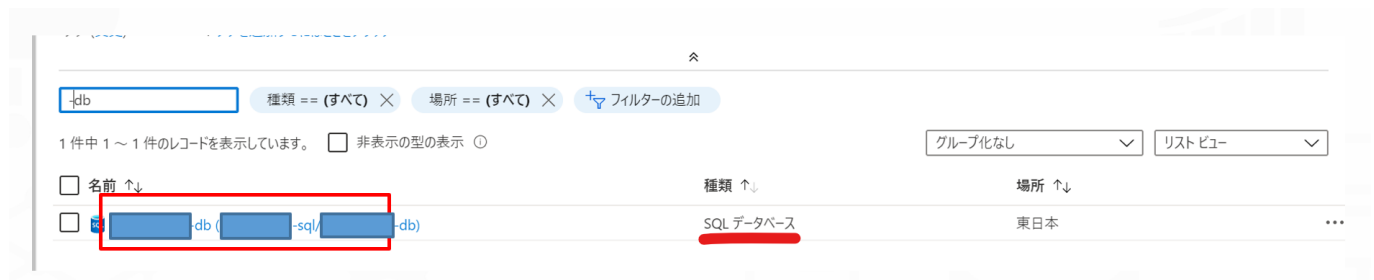 -db 種類 == (すべて) 場所 == (すべて) フィルターの追加
1 件中 1 ～ 1 件のレコードを表示しています。 非表示の型の表示 グループ化なし リスト ビュー
名前 ↑↓ 種類 ↑↓ 場所 ↑↓
SQL -db ( -sql/ -db) SQL データベース 東日本 ...